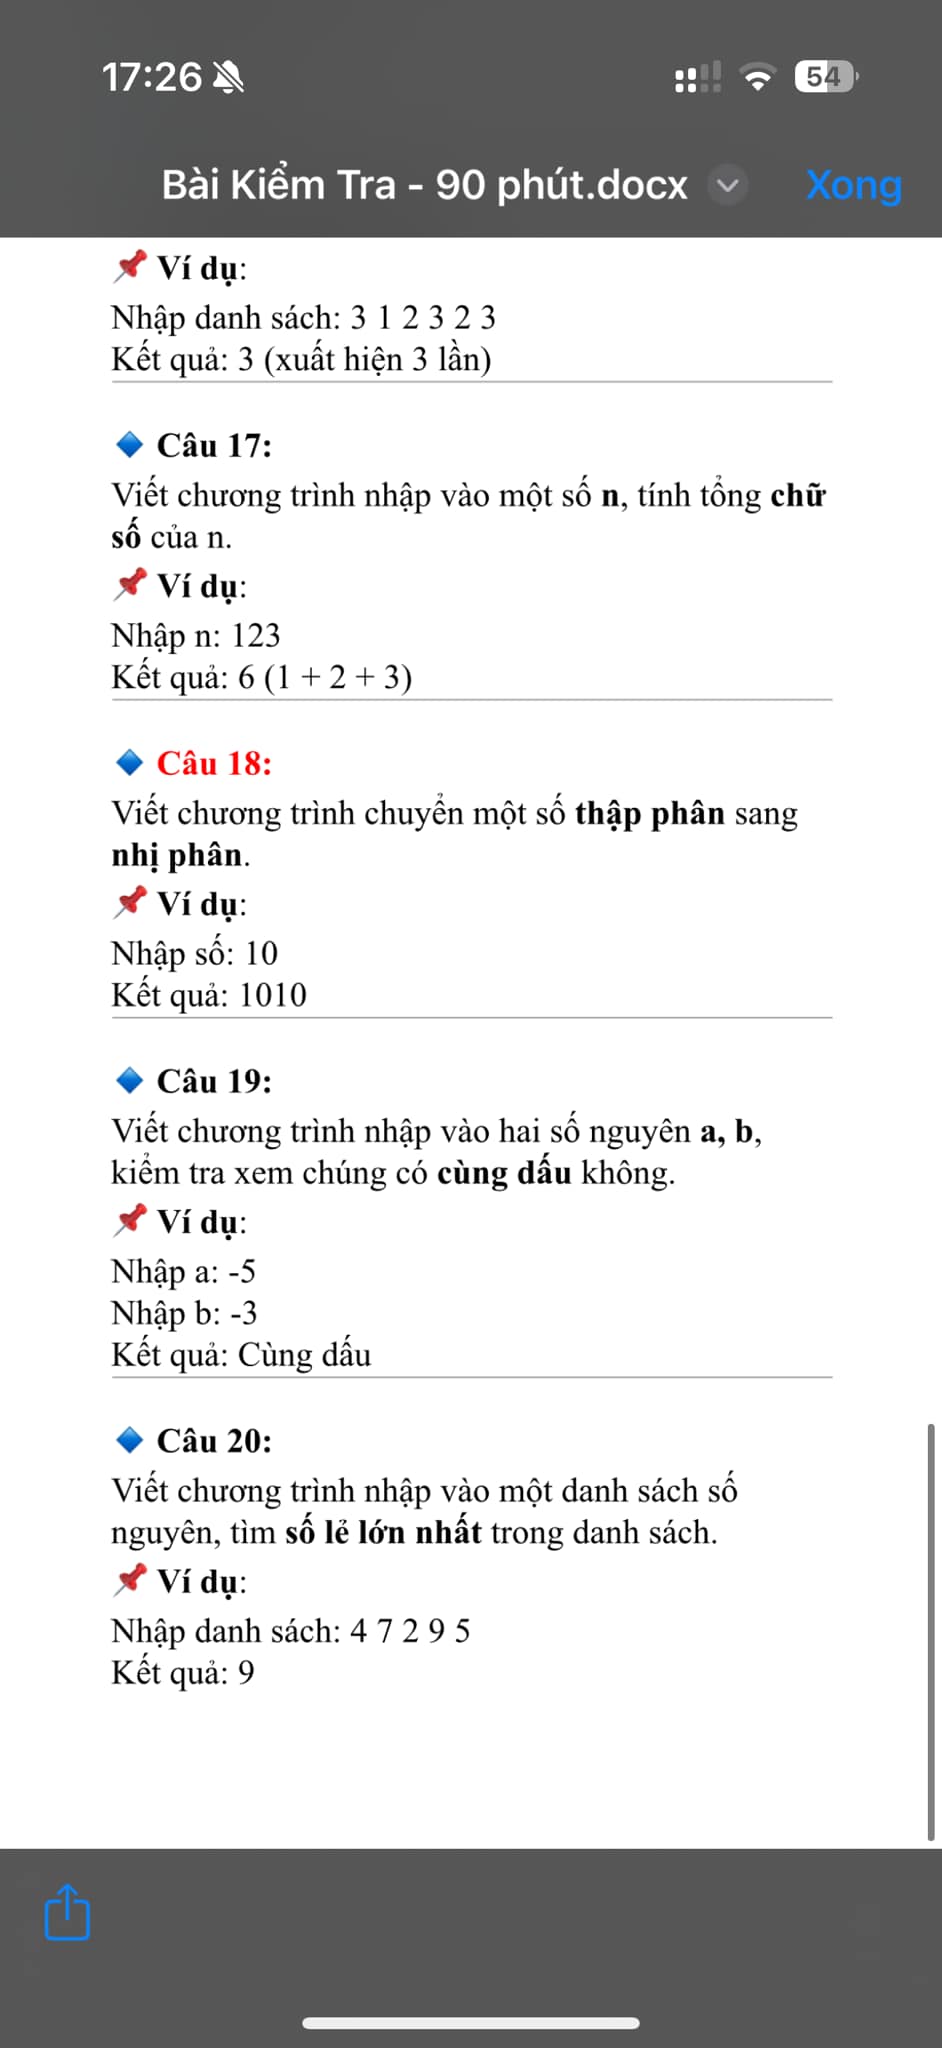 17:26
54
Bài Kiểm Tra - 90 phút.docx
Xong
Ví dụ:
Nhập danh sách: 3 1 2 3 2 3
Kết quả: 3 (xuất hiện 3 lần)
Câu 17:
Viết chương trình nhập vào một số n, tính tổng chữ
số của n.
Ví dụ:
Nhập n: 123
Kết quả: 6 (1 + 2 + 3)
Câu 18:
Viết chương trình chuyển một số thập phân sang
nhị phân.
Ví dụ:
Nhập số: 10
Kết quả: 1010
Câu 19:
Viết chương trình nhập vào hai số nguyên a, b,
kiểm tra xem chúng có cùng dấu không.
Ví dụ:
Nhập a: -5
Nhập b: -3
Kết quả: Cùng dấu
Câu 20:
Viết chương trình nhập vào một danh sách số
nguyên, tìm số lẻ lớn nhất trong danh sách.
Ví dụ:
Nhập danh sách: 4 7 2 9 5
Kết quả: 9